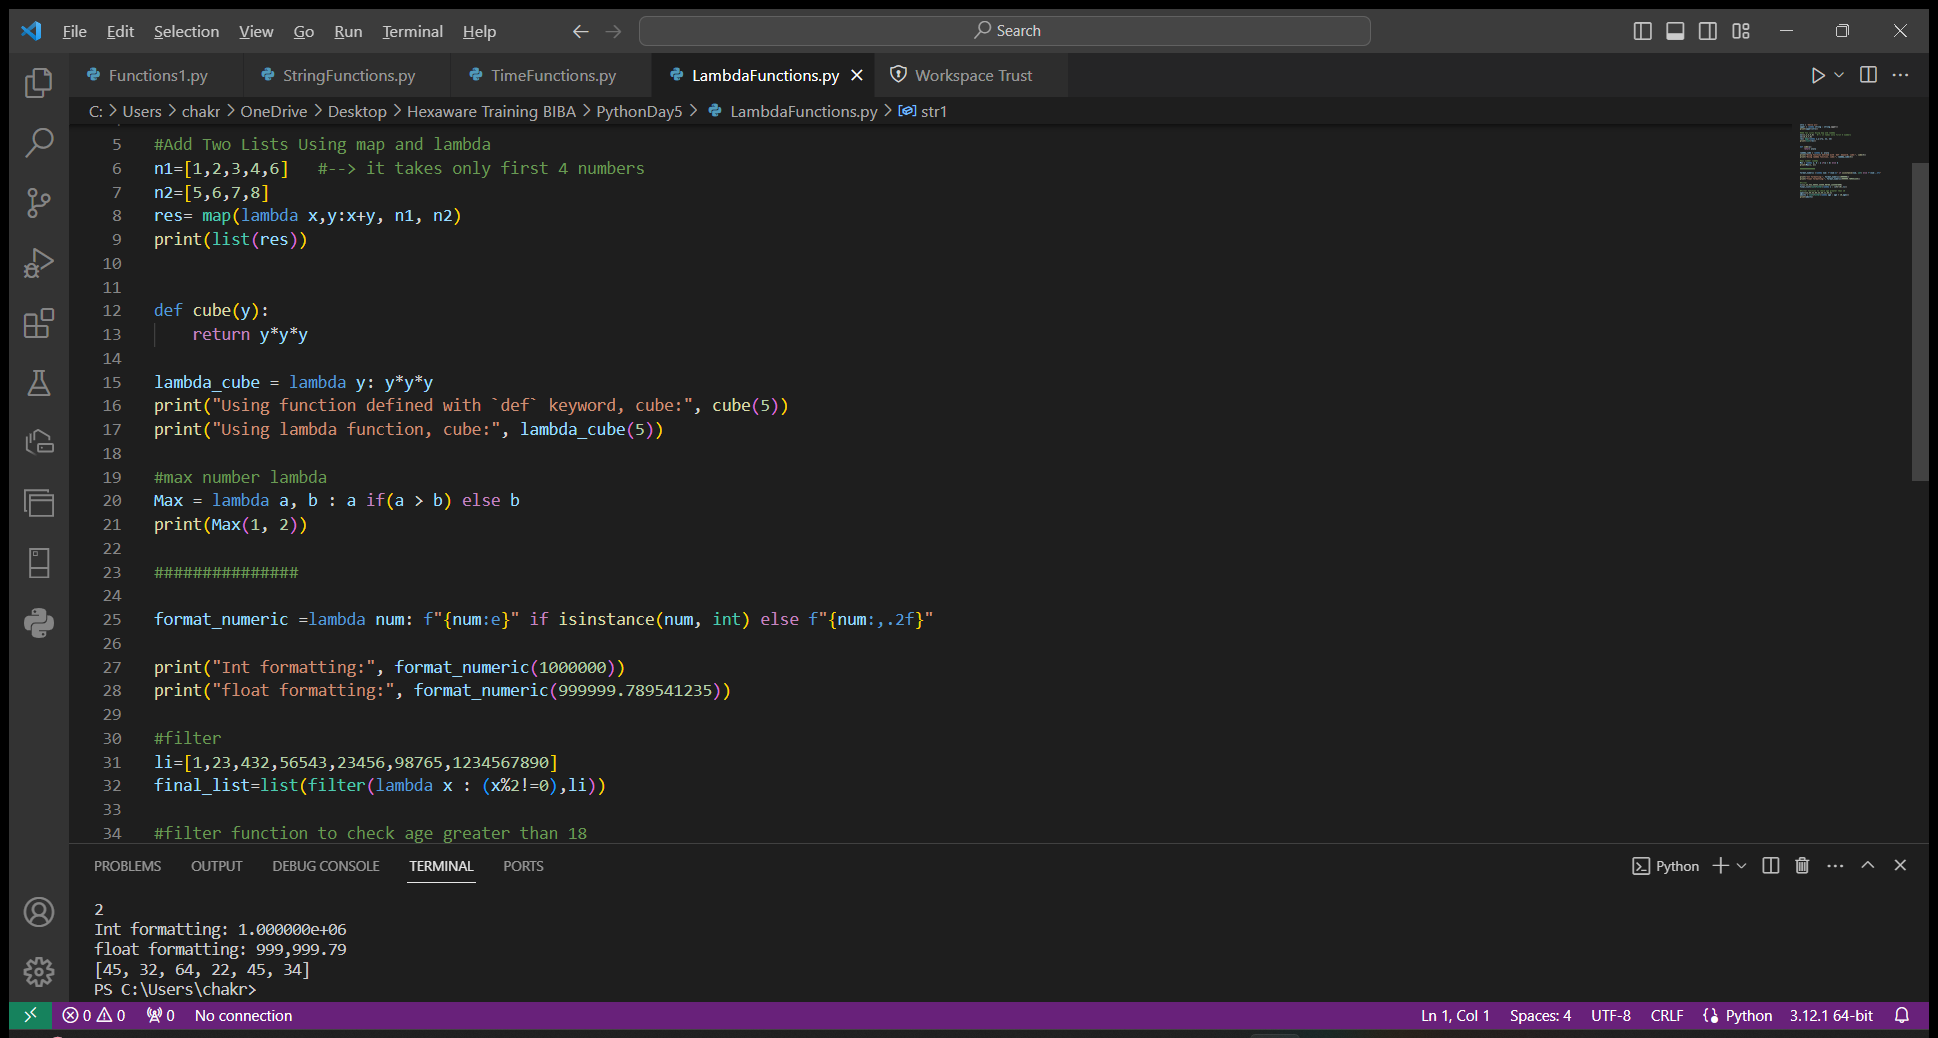 File Edit Selection View Go Run Terminal Help Search
Functions1.py StringFunctions.py TimeFunctions.py LambdaFunctions.py Workspace Trust
C: > Users > chakr > OneDrive > Desktop > Hexaware Training BIBA > PythonDay5 > LambdaFunctions.py > str1
5 #Add Two Lists Using map and lambda
6 n1=[1,2,3,4,6]   #--> it takes only first 4 numbers
7 n2=[5,6,7,8]
8 res= map(lambda x,y:x+y, n1, n2)
9 print(list(res))
10
11
12 def cube(y):
13     return y*y*y
14
15 lambda_cube = lambda y: y*y*y
16 print("Using function defined with `def` keyword, cube:", cube(5))
17 print("Using lambda function, cube:", lambda_cube(5))
18
19 #max number lambda
20 Max = lambda a, b : a if(a > b) else b
21 print(Max(1, 2))
22
23 ###############
24
25 format_numeric =lambda num: f"{num:e}" if isinstance(num, int) else f"{num:,.2f}"
26
27 print("Int formatting:", format_numeric(1000000))
28 print("float formatting:", format_numeric(999999.789541235))
29
30 #filter
31 li=[1,23,432,56543,23456,98765,1234567890]
32 final_list=list(filter(lambda x : (x%2!=0),li))
33
34 #filter function to check age greater than 18
PROBLEMS OUTPUT DEBUG CONSOLE TERMINAL PORTS Python
2
Int formatting: 1.000000e+06
float formatting: 999,999.79
[45, 32, 64, 22, 45, 34]
PS C:\Users\chakr>
0 0 0 No connection Ln 1, Col 1 Spaces: 4 UTF-8 CRLF Python 3.12.1 64-bit